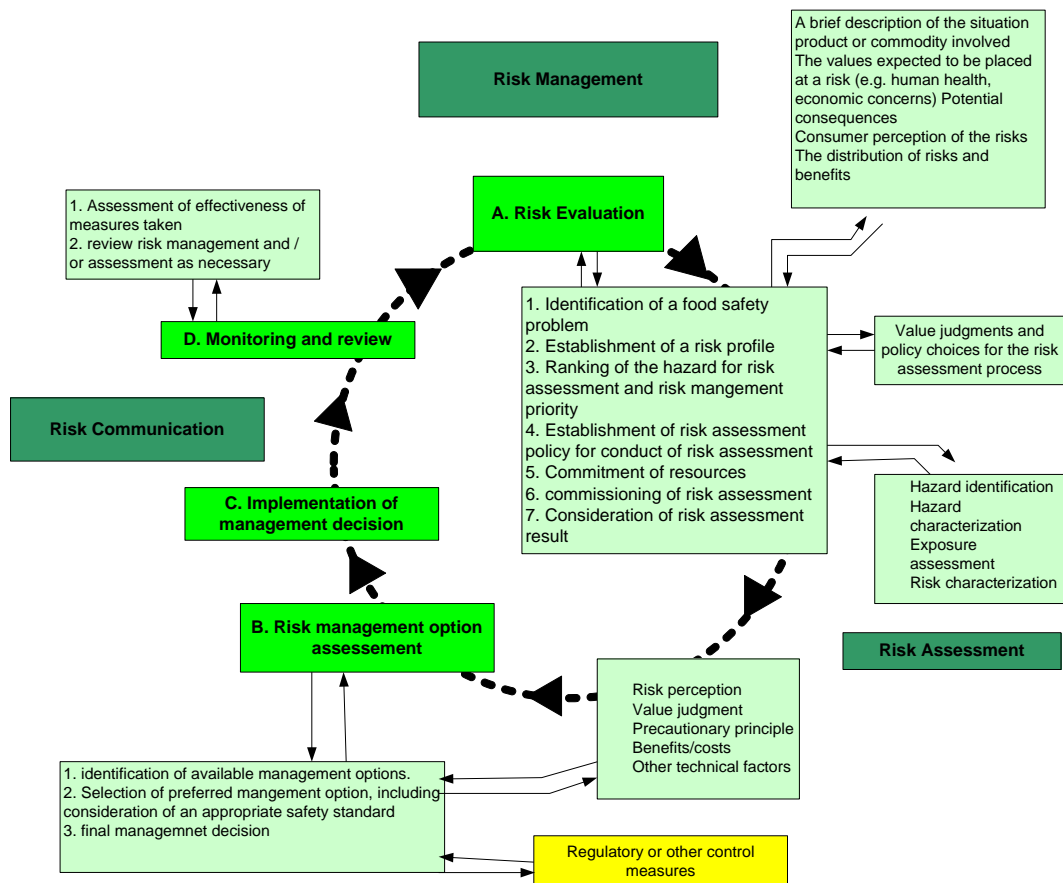 A brief description of the situation
product or commodity involved
The values expected to be placed
at a risk (e.g. human health,
economic concerns) Potential
consequences
Consumer perception of the risks
The distribution of risks and
benefits
Risk Management
A. Risk Evaluation
1. Assessment of effectiveness of
measures taken
2. review risk management and /
or assessment as necessary
D. Monitoring and review
1. Identification of a food safety
problem
2. Establishment of a risk profile
3. Ranking of the hazard for risk
assessment and risk mangement
priority
4. Establishment of risk assessment
policy for conduct of risk assessment
5. Commitment of resources
6. commissioning of risk assessment
7. Consideration of risk assessment
result
Value judgments and
policy choices for the risk
assessment process
Risk Communication
C. Implementation of
management decision
Hazard identification
Hazard
characterization
Exposure
assessment
Risk characterization
B. Risk management option
assessement
Risk Assessment
Risk perception
Value judgment
Precautionary principle
Benefits/costs
Other technical factors
1. identification of available management options.
2. Selection of preferred mangement option, including
consideration of an appropriate safety standard
3. final managemnet decision
Regulatory or other control
measures